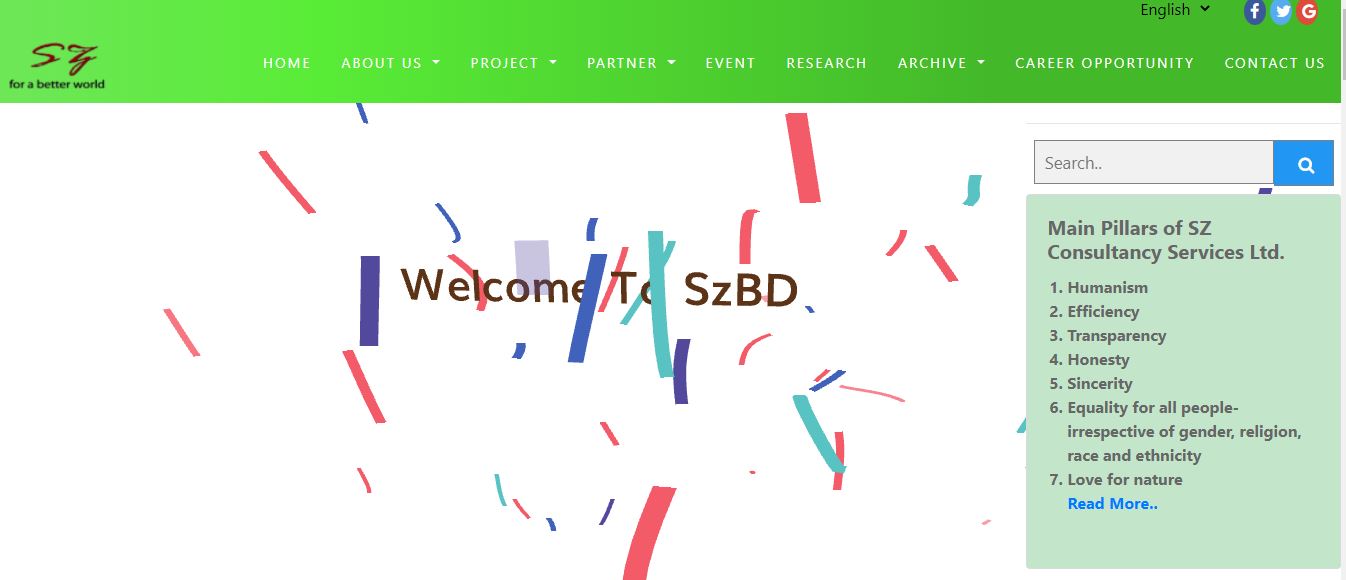 English
SZ
for a better world
HOME ABOUT US PROJECT PARTNER EVENT RESEARCH ARCHIVE CAREER OPPORTUNITY CONTACT US
Search..
Welcome To SzBD
Main Pillars of SZ
Consultancy Services Ltd.
1. Humanism
2. Efficiency
3. Transparency
4. Honesty
5. Sincerity
6. Equality for all people-
irrespective of gender, religion,
race and ethnicity
7. Love for nature
Read More..